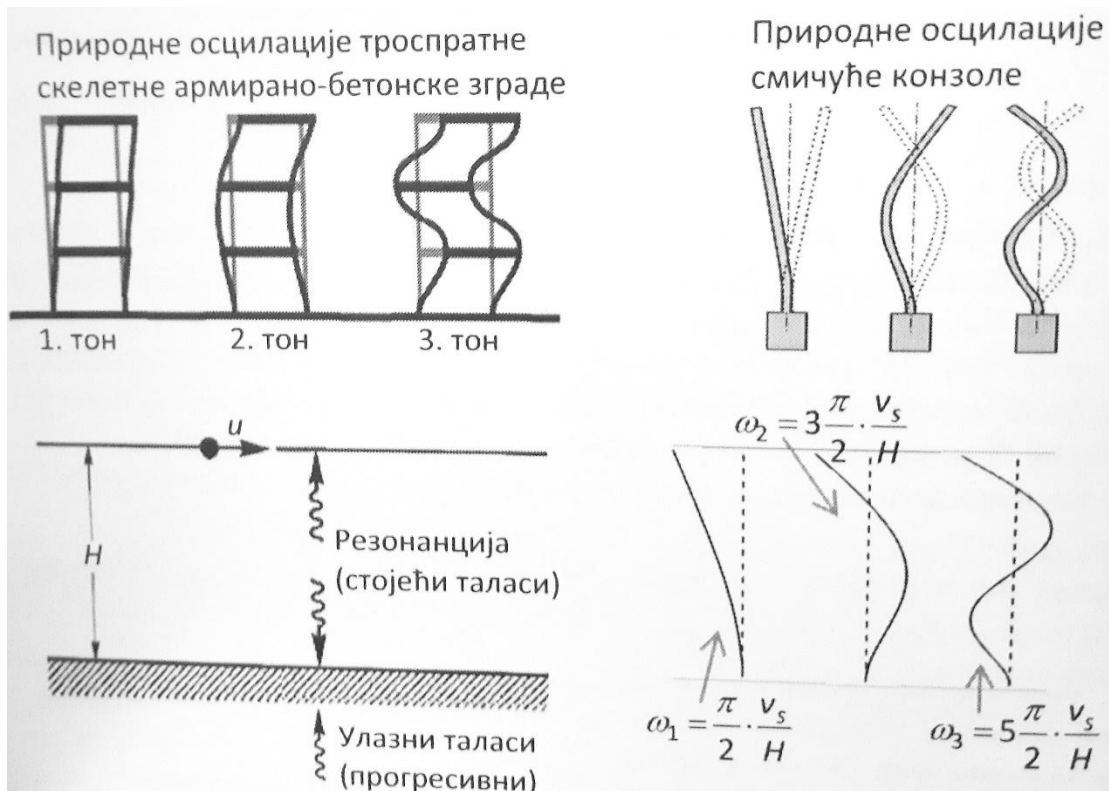 Природне осцилације троспратне
скелетне армирано-бетонске зграде
1. тон
2. тон
3. тон
Природне осцилације
смичуће конзоле
u
H
Резонанција
(стојећи таласи)
Улазни таласи
(прогресивни)
ω₂ = 3 π/2 · vₛ/H
ω₁ = π/2 · vₛ/H
ω₃ = 5 π/2 · vₛ/H